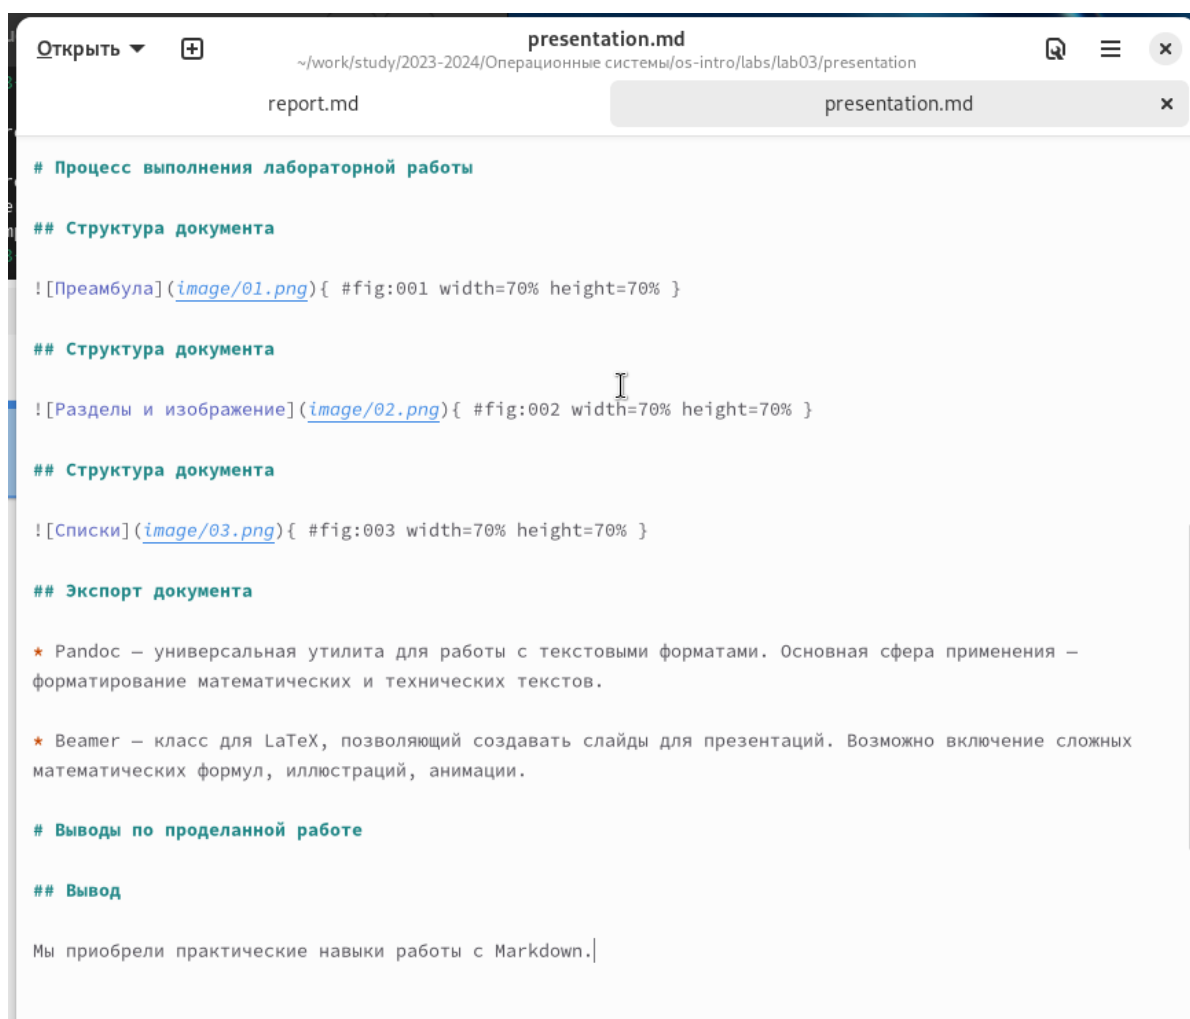 Открыть
presentation.md
~/work/study/2023-2024/Операционные системы/os-intro/labs/lab03/presentation
report.md
presentation.md
# Процесс выполнения лабораторной работы
## Структура документа
![Преамбула](image/01.png){ #fig:001 width=70% height=70% }
## Структура документа
![Разделы и изображение](image/02.png){ #fig:002 width=70% height=70% }
## Структура документа
![Списки](image/03.png){ #fig:003 width=70% height=70% }
## Экспорт документа
* Pandoc — универсальная утилита для работы с текстовыми форматами. Основная сфера применения —
форматирование математических и технических текстов.
* Beamer — класс для LaTeX, позволяющий создавать слайды для презентаций. Возможно включение сложных
математических формул, иллюстраций, анимации.
# Выводы по проделанной работе
## Вывод
Мы приобрели практические навыки работы с Markdown.